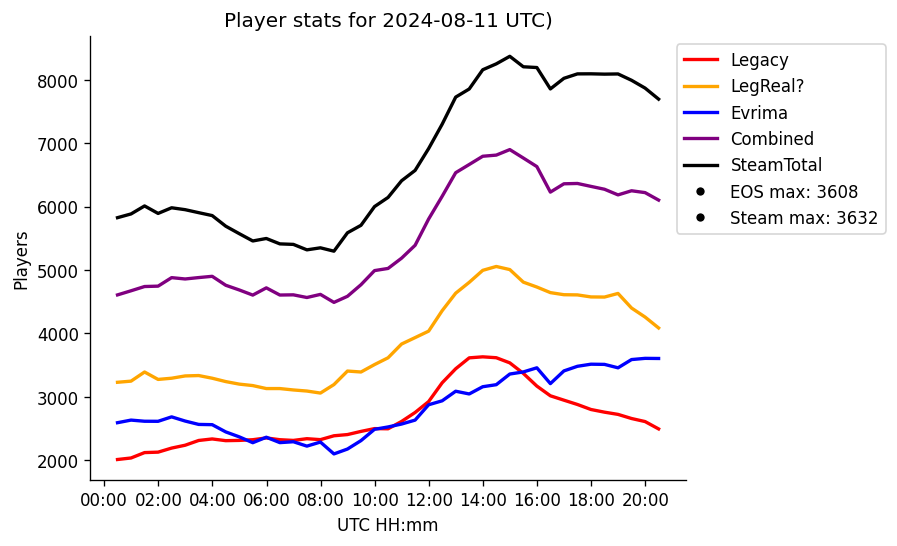 Player stats for 2024-08-11 UTC)
Legacy
LegReal?
Evrima
Combined
SteamTotal
EOS max: 3608
Steam max: 3632
8000
7000
6000
5000
4000
3000
2000
Players
00:00 02:00 04:00 06:00 08:00 10:00 12:00 14:00 16:00 18:00 20:00
UTC HH:mm